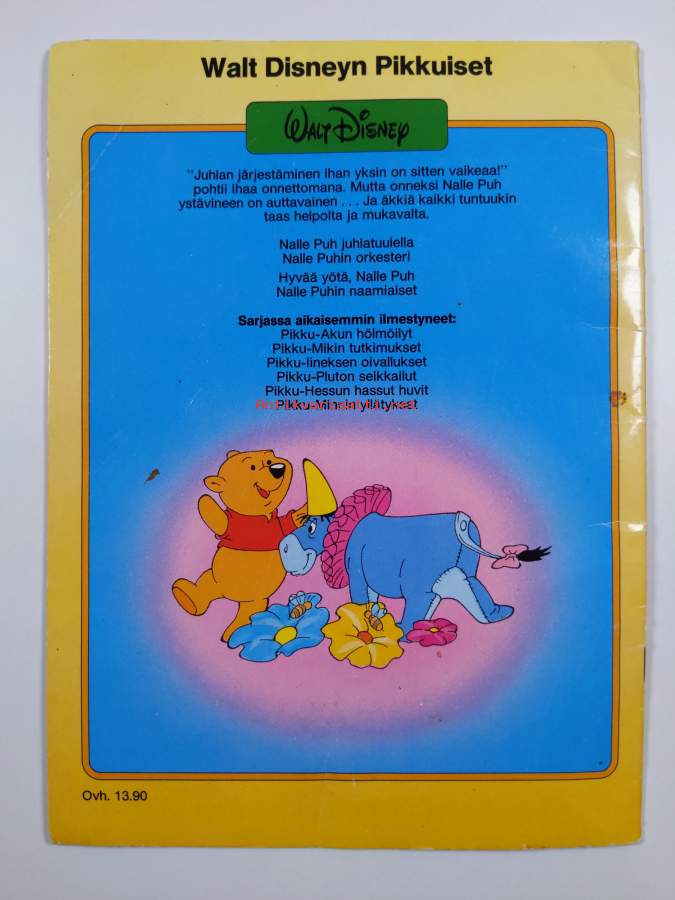 Walt Disneyn Pikkuiset
WALT DISNEY
"Juhlan järjestäminen ihan yksin on sitten vaikeaa!"
pohtii Ihaa onnettomana. Mutta onneksi Nalle Puh
ystävineen on auttavainen . . . Ja äkkiä kaikki tuntuukin
taas helpolta ja mukavalta.
Nalle Puh juhlatuulella
Nalle Puhin orkesteri
Hyvää yötä, Nalle Puh
Nalle Puhin naamiaiset
Sarjassa aikaisemmin ilmestyneet:
Pikku-Akun hölmöilyt
Pikku-Mikin tutkimukset
Pikku-Iineksen oivallukset
Pikku-Pluton seikkailut
Pikku-Hessun hassut huvit
Pikku-Minnin yllätykset
Ovh. 13.90